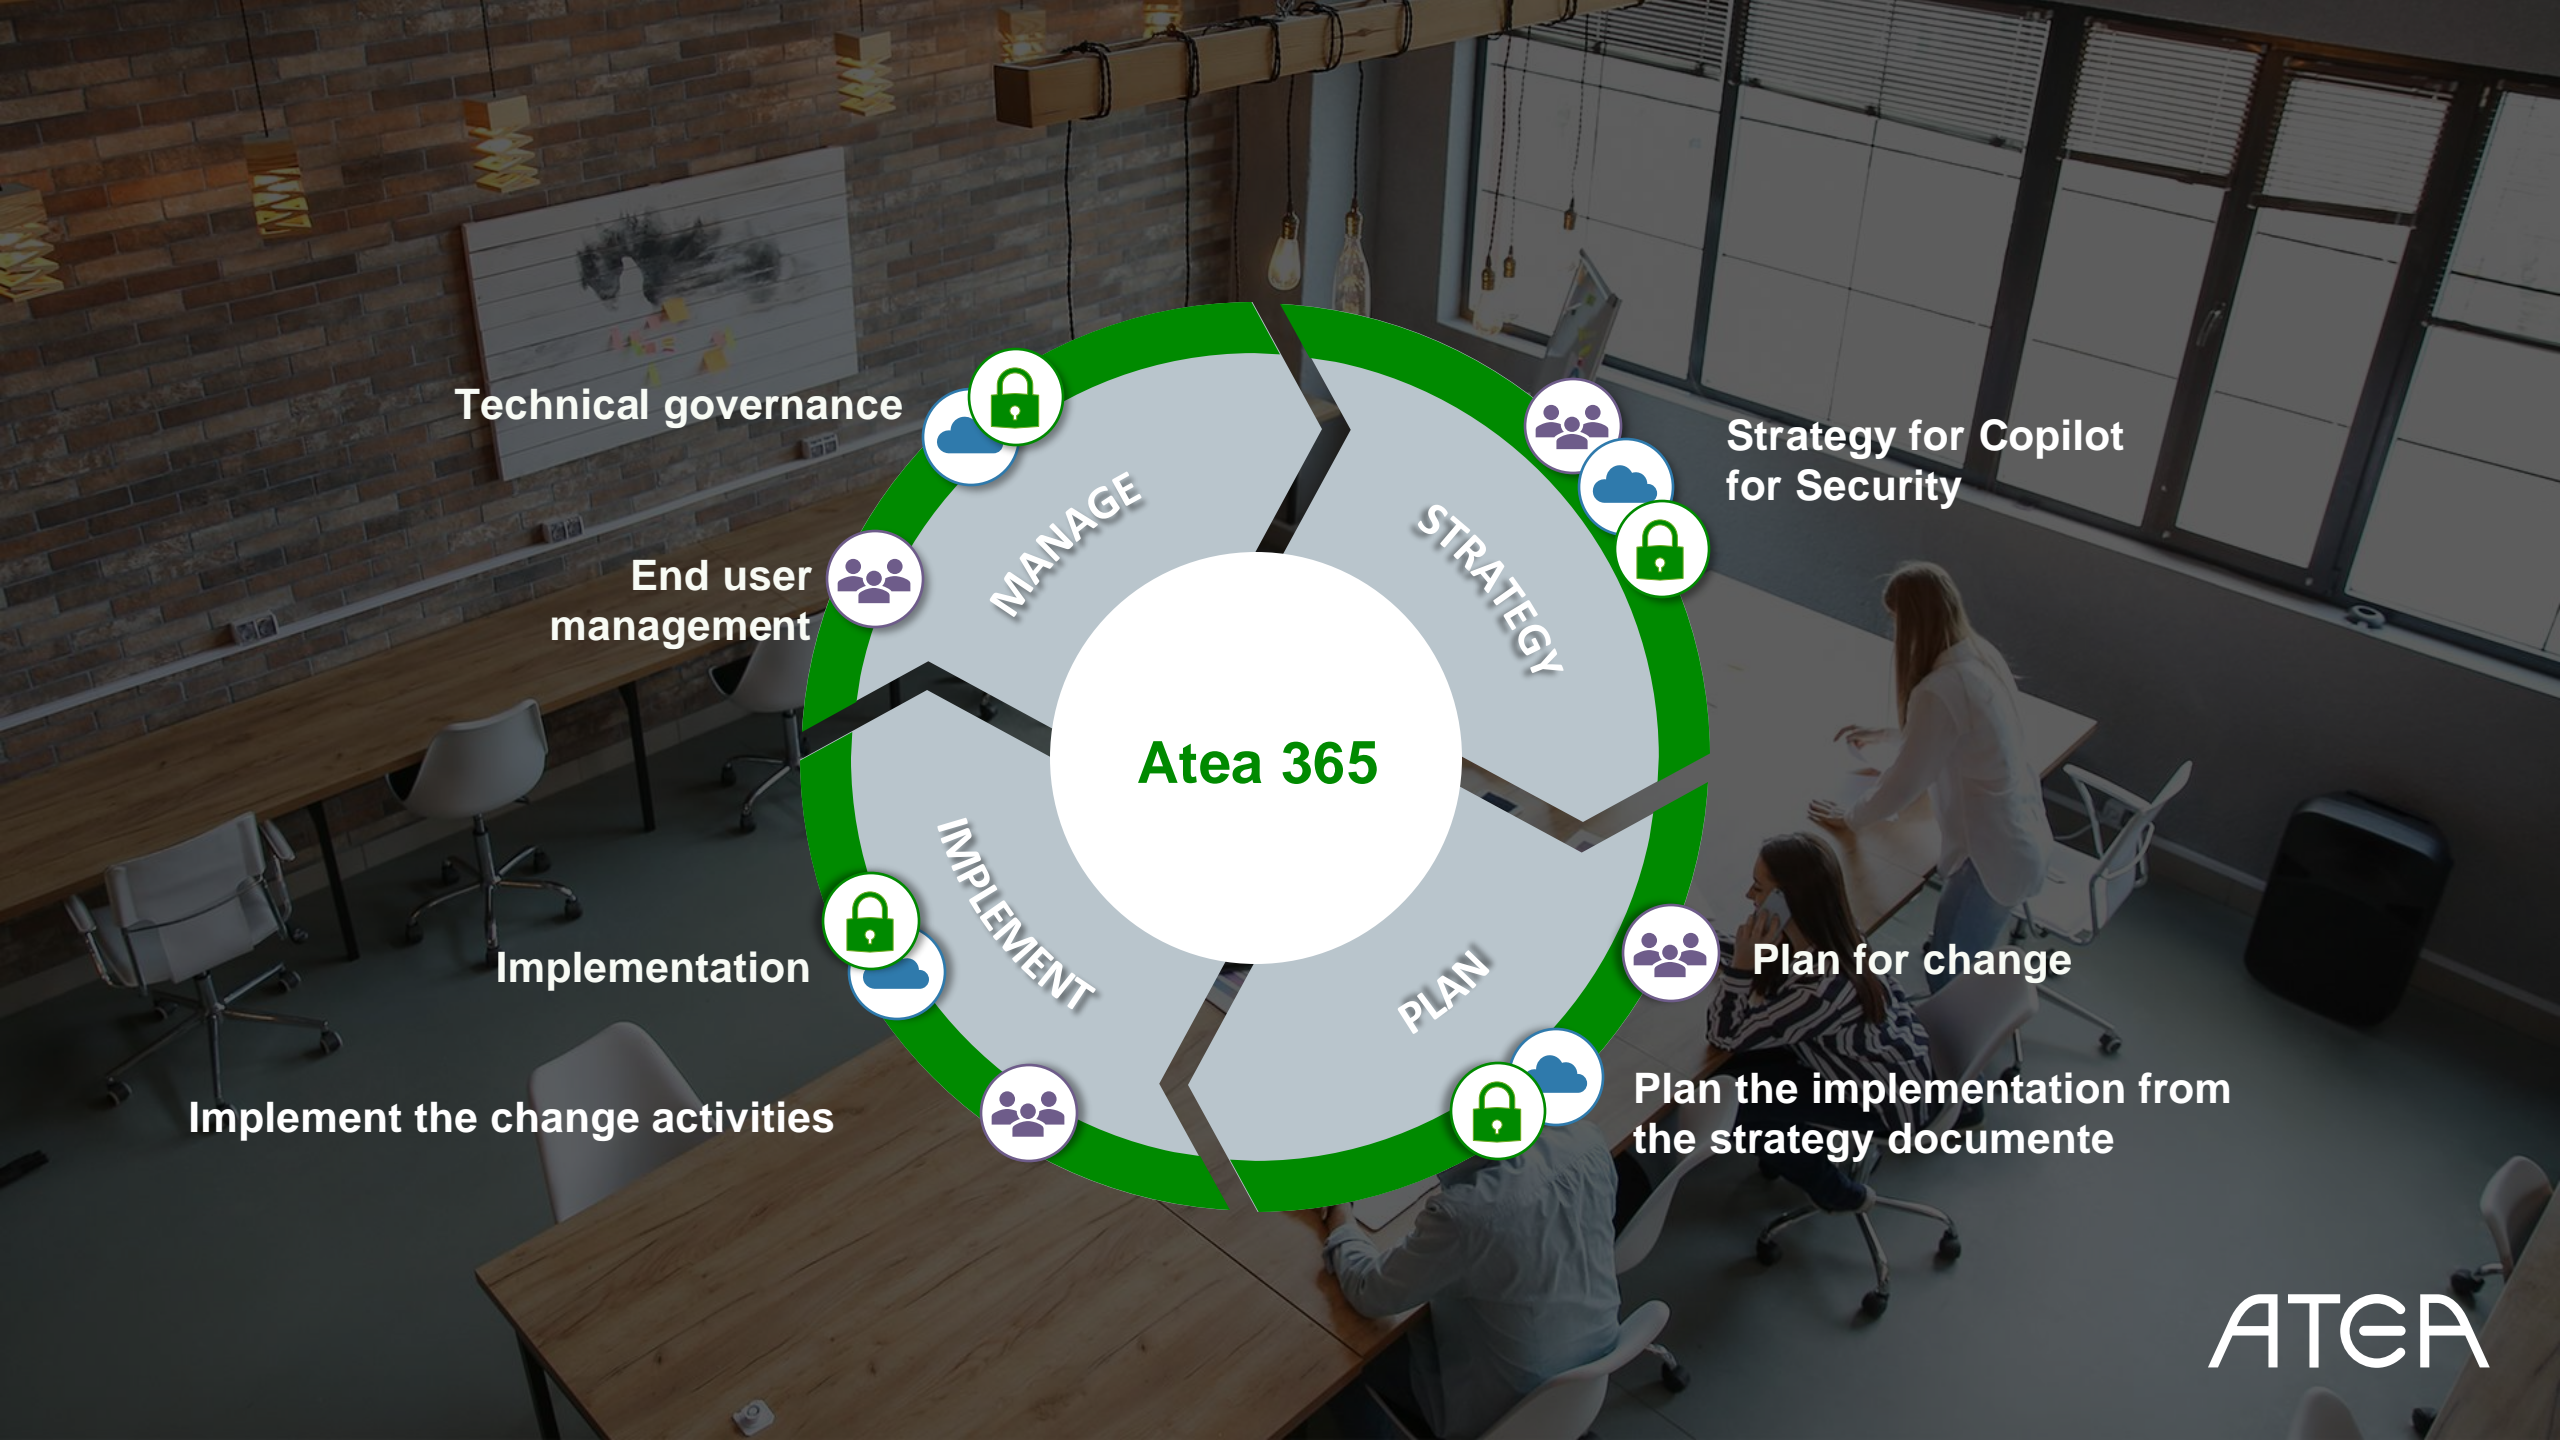 Technical governance
End user
management
MANAGE
STRATEGY
Strategy for Copilot
for Security
Atea 365
IMPLEMENT
PLAN
Implementation
Implement the change activities
Plan for change
Plan the implementation from
the strategy documente
ATEA